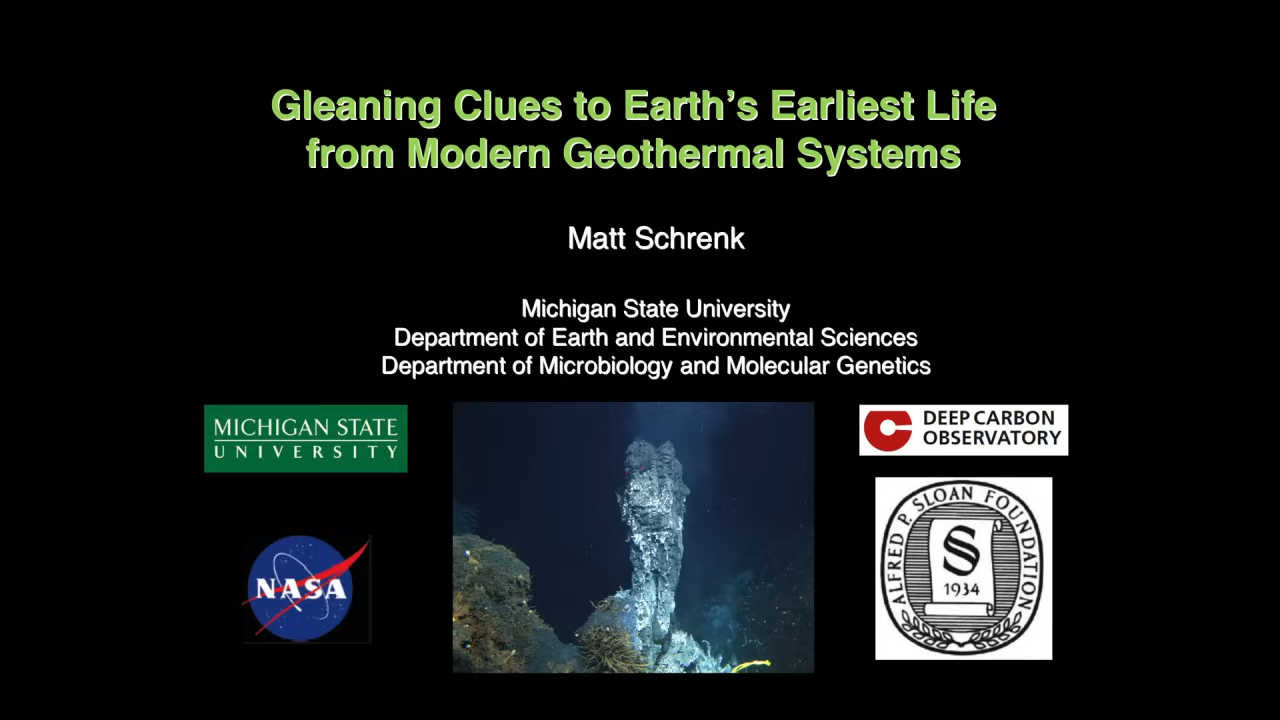 Gleaning Clues to Earth's Earliest Life
from Modern Geothermal Systems
Matt Schrenk
Michigan State University
Department of Earth and Environmental Sciences
Department of Microbiology and Molecular Genetics
MICHIGAN STATE
UNIVERSITY
DEEP CARBON
OBSERVATORY
NASA
ALFRED P. SLOAN FOUNDATION
S
1934